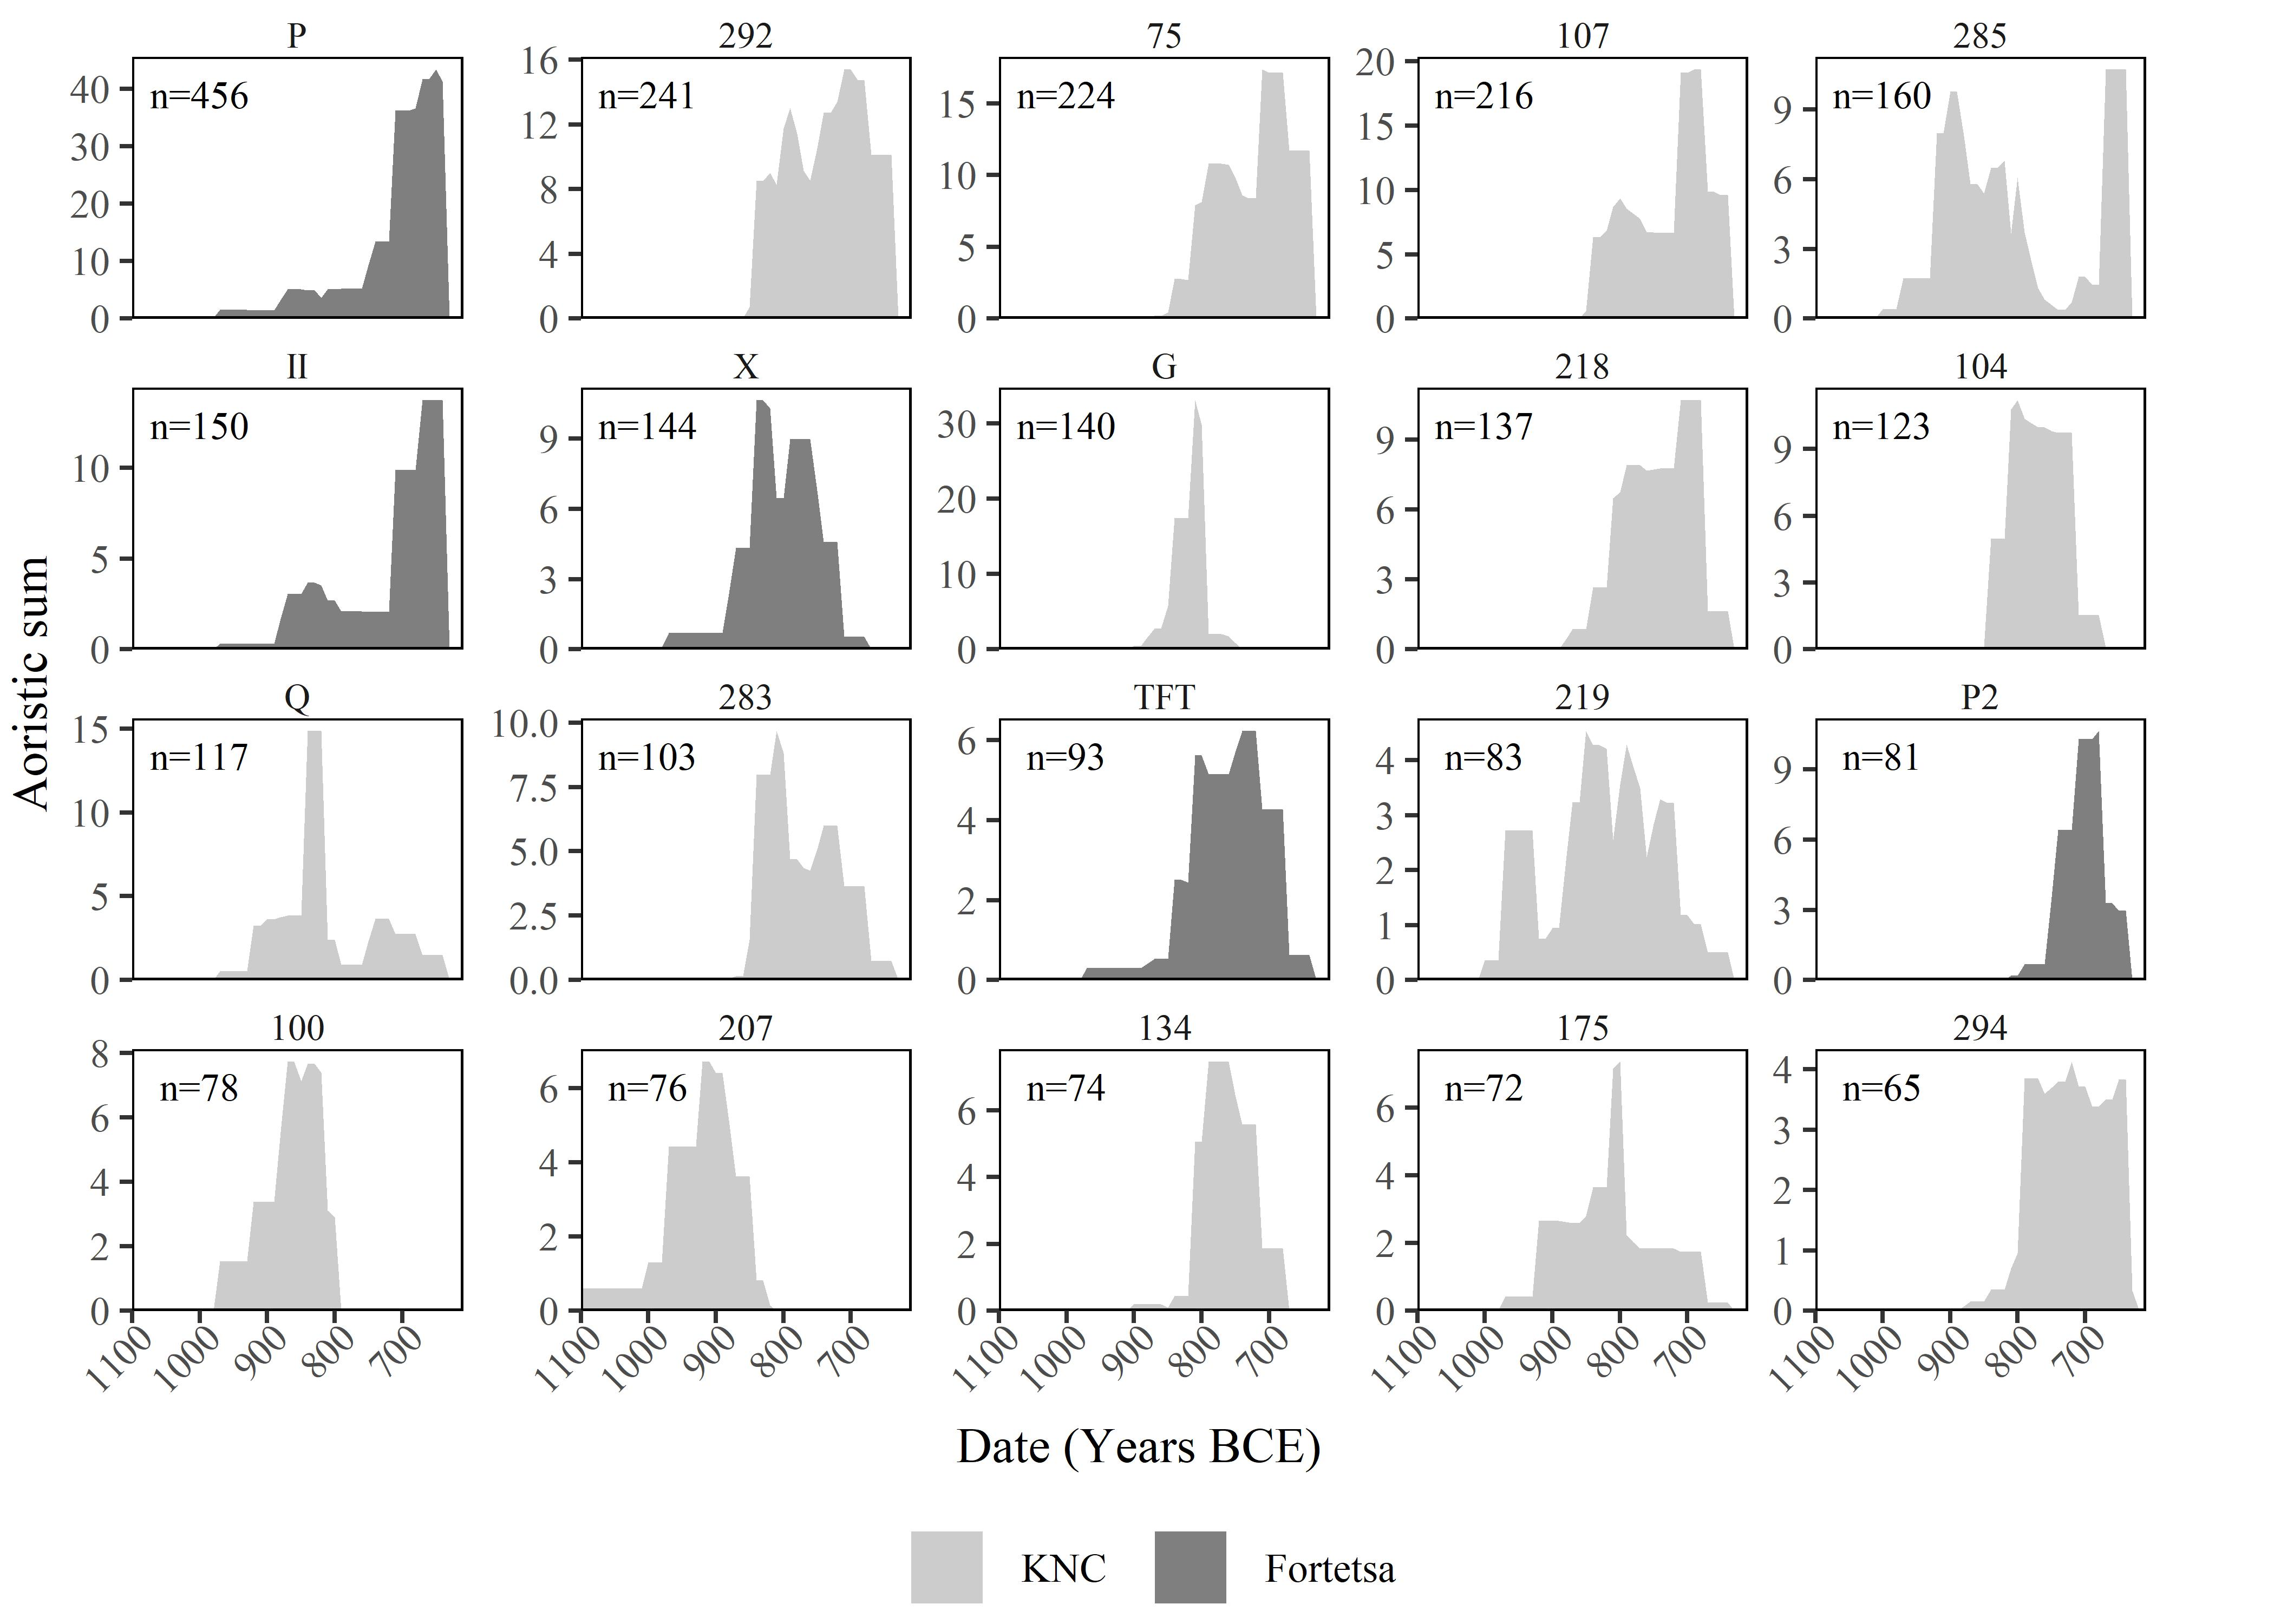 P 292 75 107 285
40 30 20 10 0
n=456
16 12 8 4 0
n=241
15 10 5 0
n=224
20 15 10 5 0
n=216
9 6 3 0
n=160
II X G 218 104
10 5 0
n=150
9 6 3 0
n=144
30 20 10 0
n=140
9 6 3 0
n=137
9 6 3 0
n=123
Aoristic sum
Q 283 TFT 219 P2
15 10 5 0
n=117
10.0 7.5 5.0 2.5 0.0
n=103
6 4 2 0
n=93
4 3 2 1 0
n=83
9 6 3 0
n=81
100 207 134 175 294
8 6 4 2 0
n=78
6 4 2 0
n=76
6 4 2 0
n=74
6 4 2 0
n=72
4 3 2 1 0
n=65
1100 1000 900 800 700
1100 1000 900 800 700
1100 1000 900 800 700
1100 1000 900 800 700
1100 1000 900 800 700
Date (Years BCE)
KNC Fortetsa